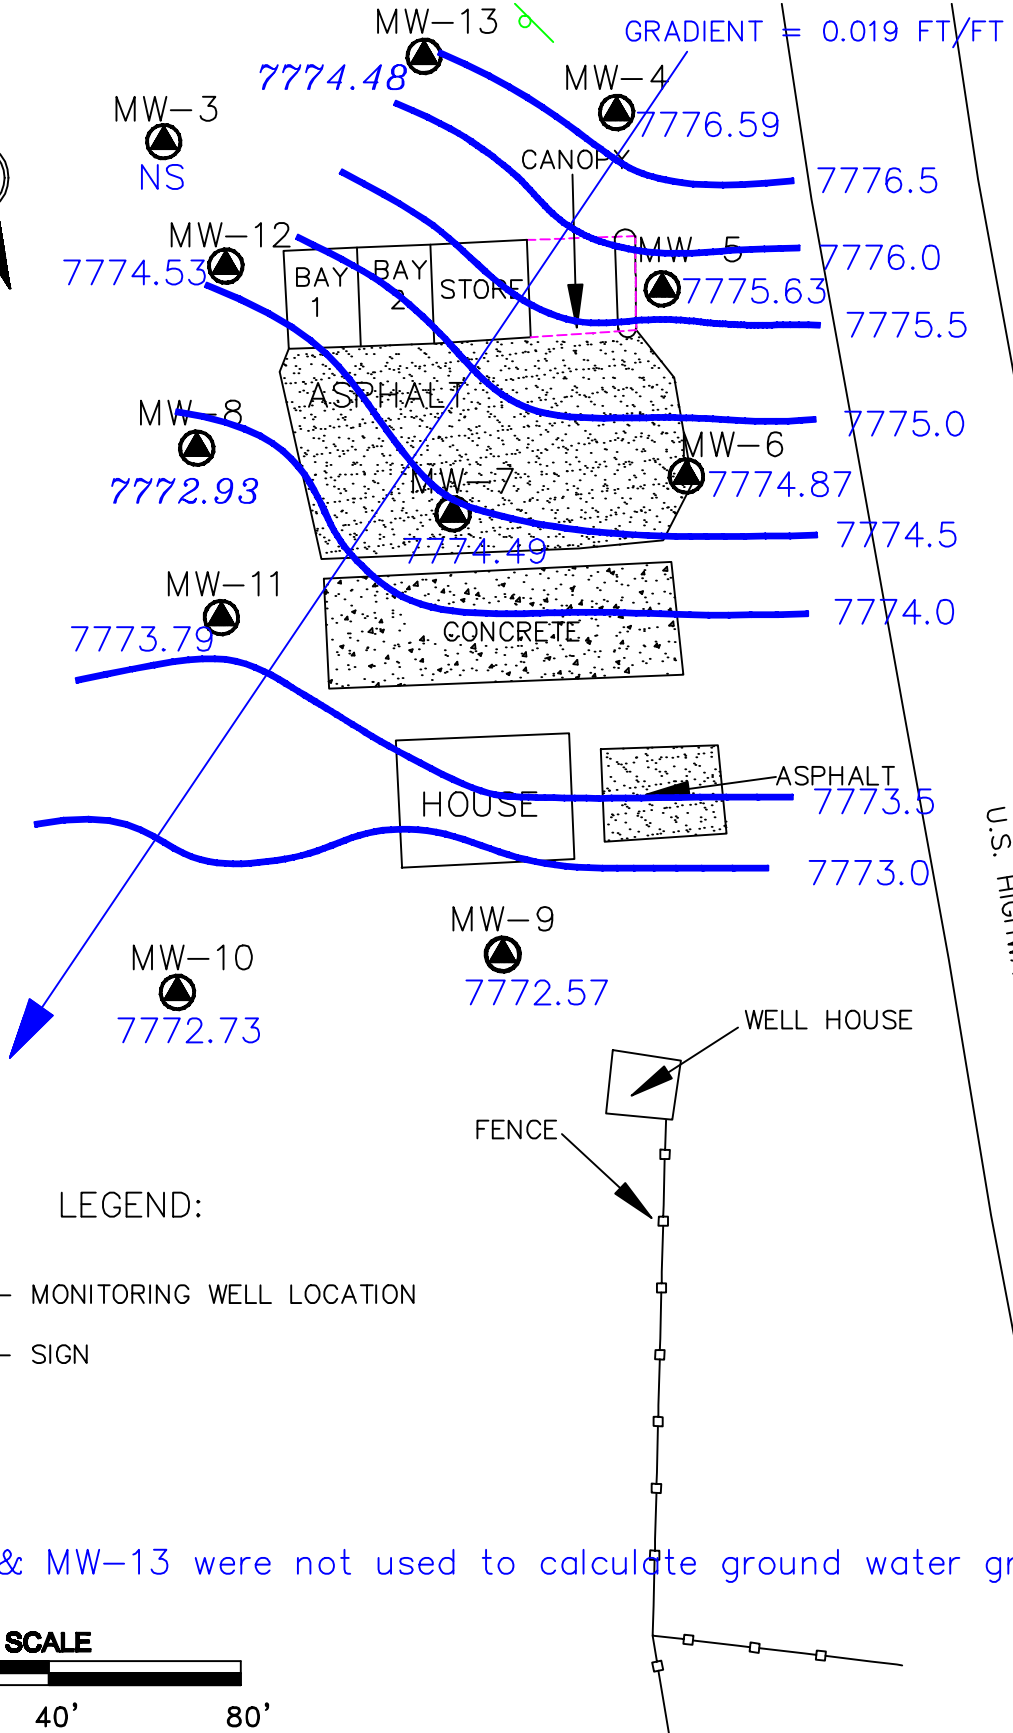 MW-13
GRADIENT = 0.019 FT/FT
7774.48
MW-4
7776.59
MW-3
NS
CANOPY
7776.5
MW-12
7774.53
BAY
1
BAY
2
STORE
MW-5
7775.63
7776.0
7775.5
ASPHALT
MW-8
7772.93
7775.0
MW-6
7774.87
MW-7
7774.49
7774.5
MW-11
7773.79
CONCRETE
7774.0
ASPHALT
HOUSE
7773.5
7773.0
U.S.
MW-9
7772.57
MW-10
7772.73
WELL HOUSE
FENCE
LEGEND:
- MONITORING WELL LOCATION
- SIGN
& MW-13 were not used to calculate ground water
SCALE
40'
80'